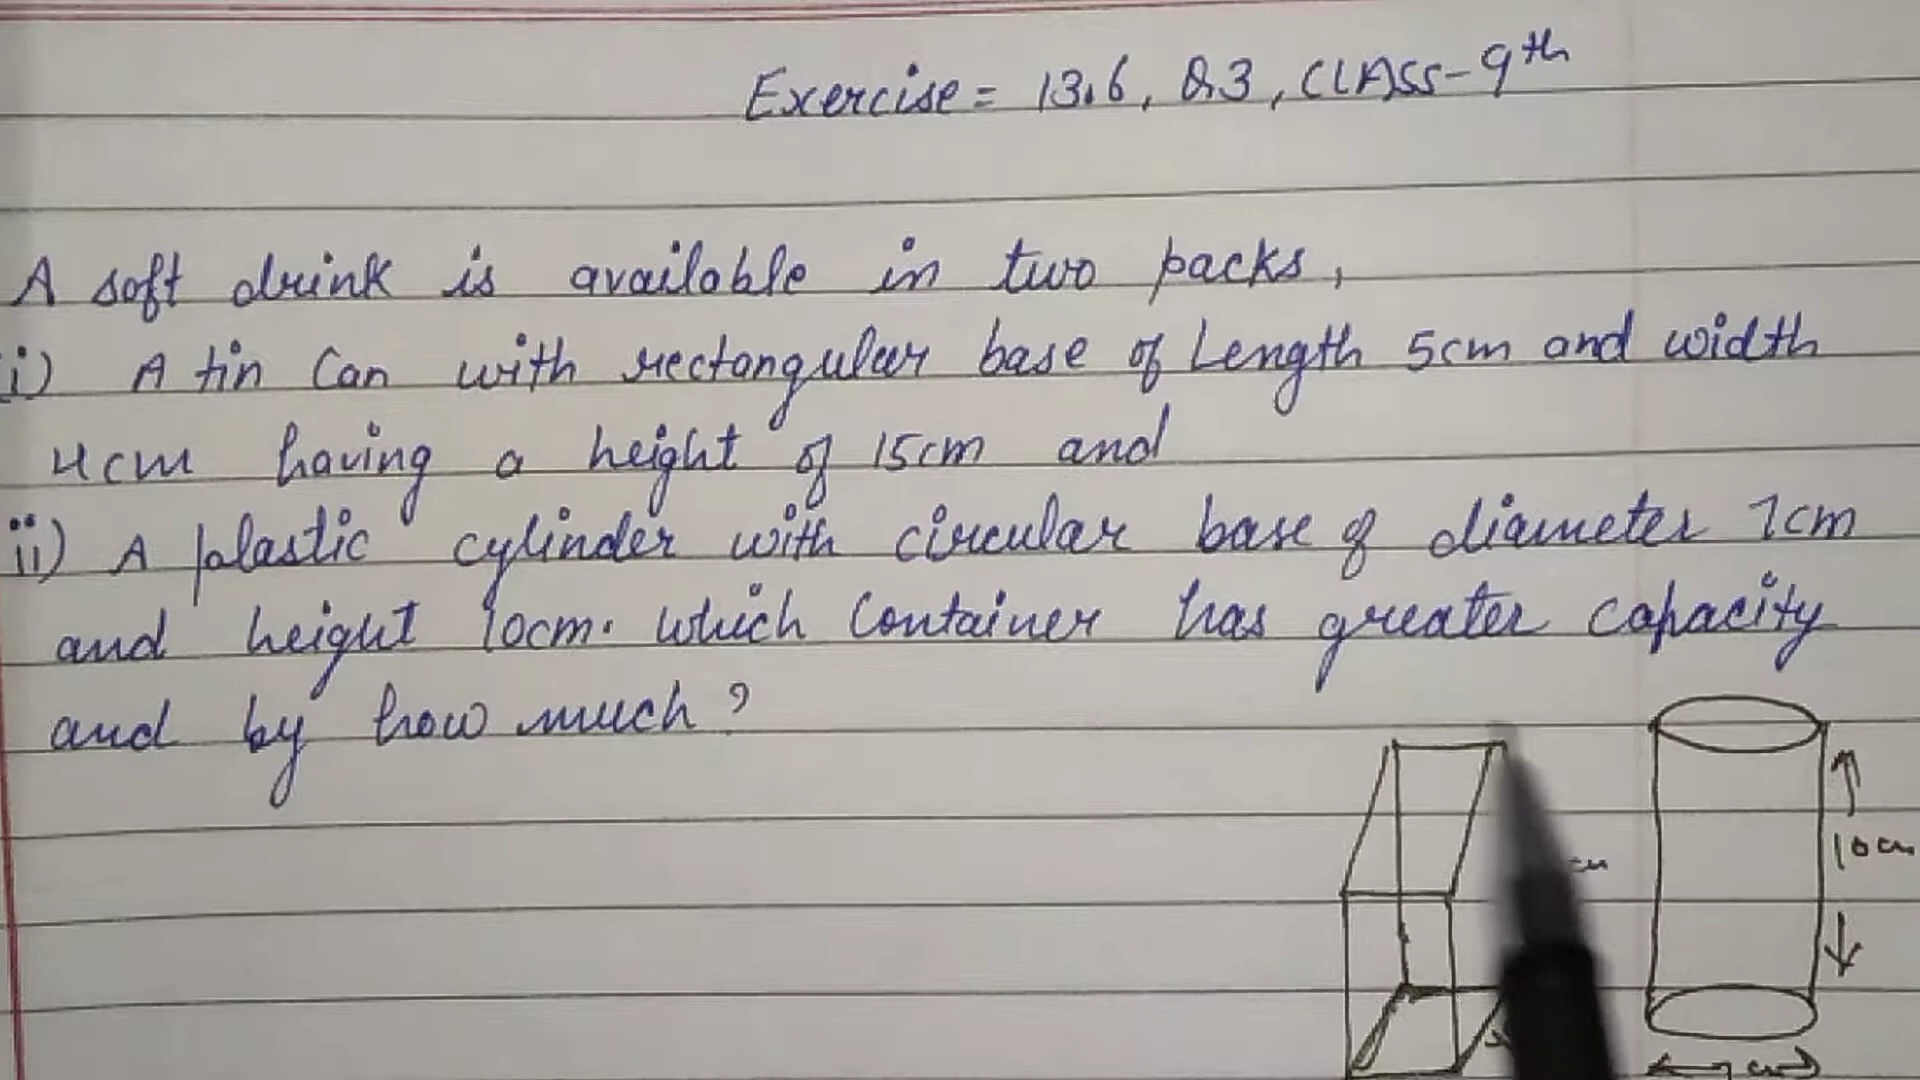 Exercise = 13.6, Q.3, CLASS-9th
A soft drink is available in two packs,
i) A tin Can with rectangular base of Length 5cm and width
4cm having a height of 15cm and
ii) A plastic cylinder with circular base of diameter 7cm
and height 10cm. which Container has greater capacity
and by how much?
cm
10cm
7cm